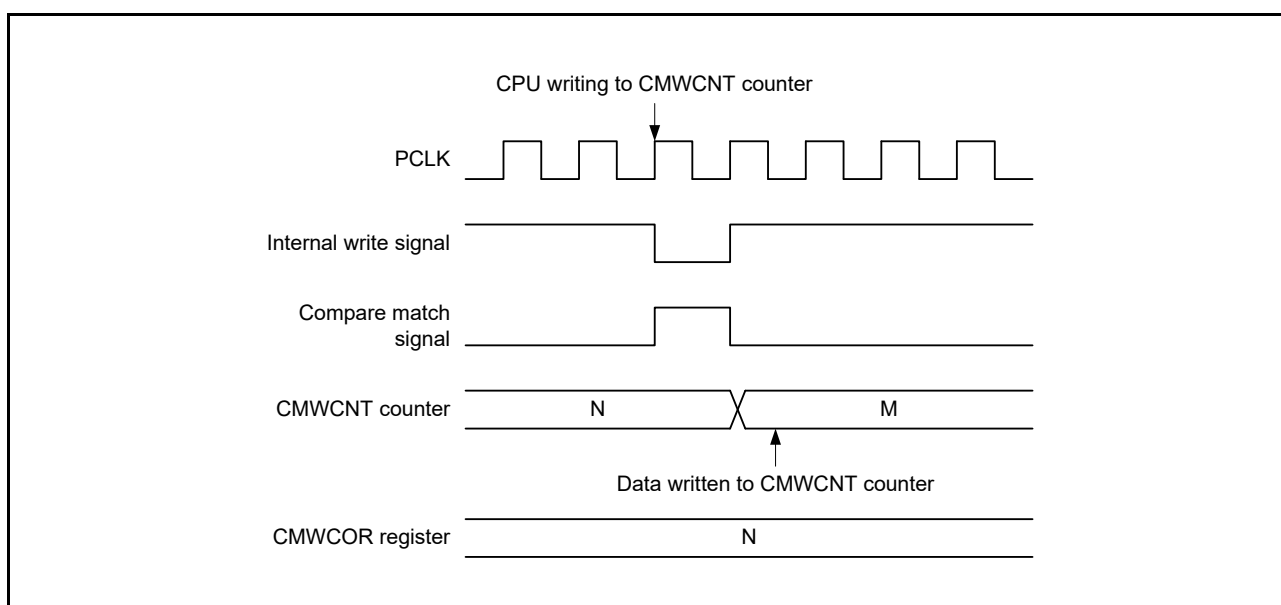 CPU writing to CMWCNT counter
PCLK
Internal write signal
Compare match
signal
CMWCNT counter
N
M
Data written to CMWCNT counter
CMWCOR register
N